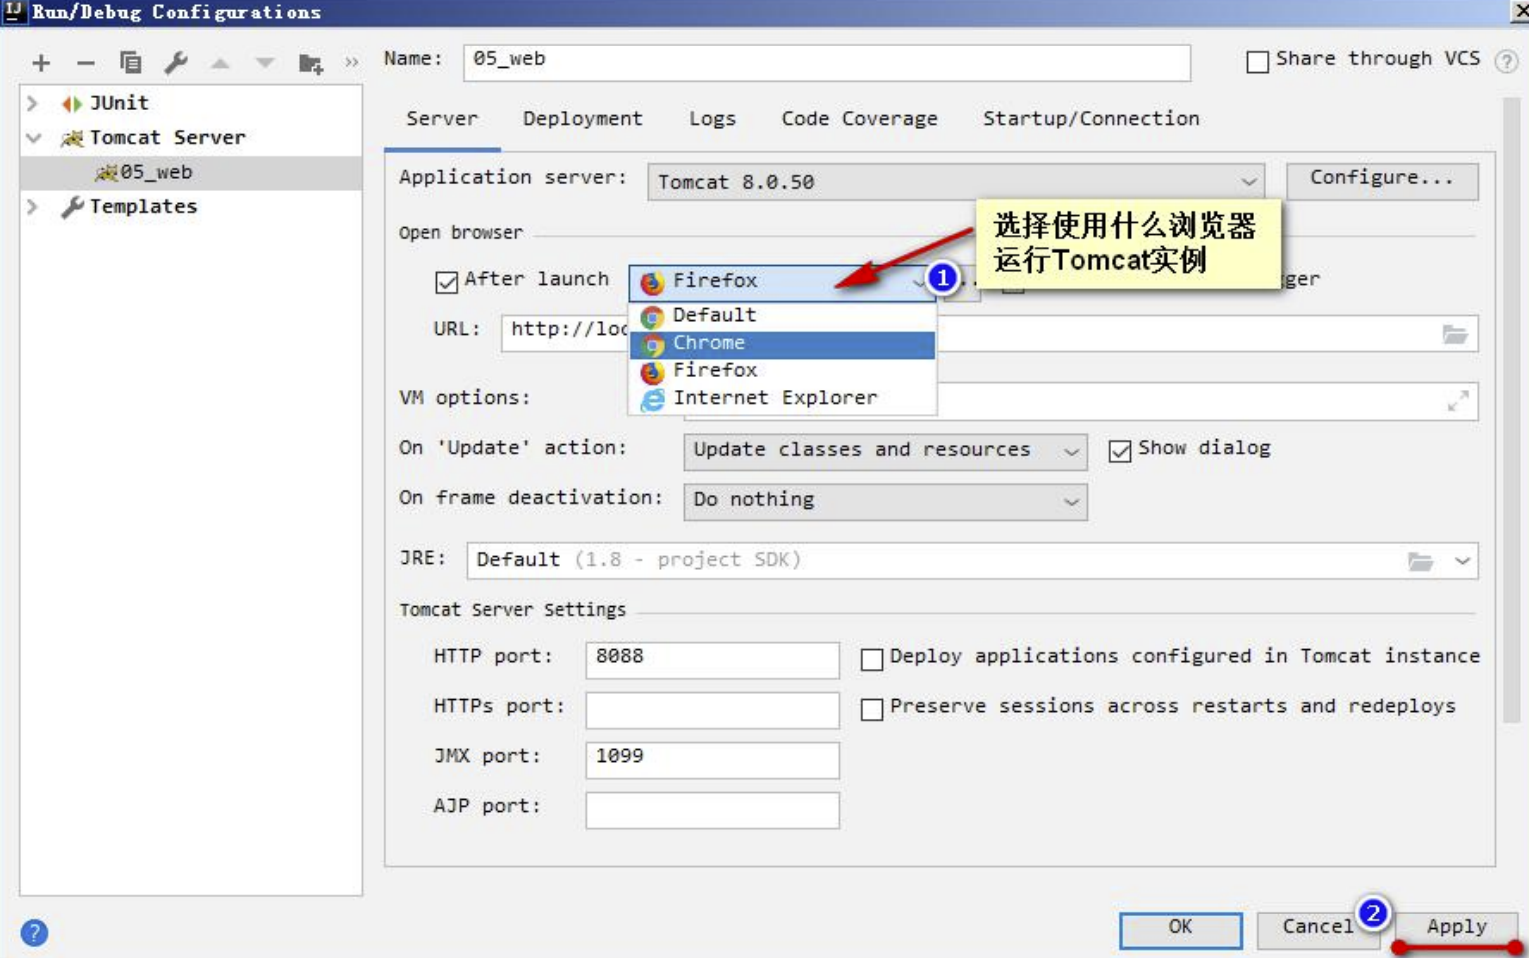 Run/Debug Configurations
Name: 05_web
Share through VCS
JUnit
Tomcat Server
05_web
Templates
Server Deployment Logs Code Coverage Startup/Connection
Application server: Tomcat 8.0.50 Configure...
选择使用什么浏览器
运行Tomcat实例
Open browser
After launch Firefox 1
Default
URL: http://loc
Chrome
Firefox
Internet Explorer
VM options:
On 'Update' action: Update classes and resources Show dialog
On frame deactivation: Do nothing
JRE: Default (1.8 - project SDK)
Tomcat Server Settings
HTTP port: 8088 Deploy applications configured in Tomcat instance
HTTPs port: Preserve sessions across restarts and redeploys
JMX port: 1099
AJP port:
OK Cancel 2 Apply